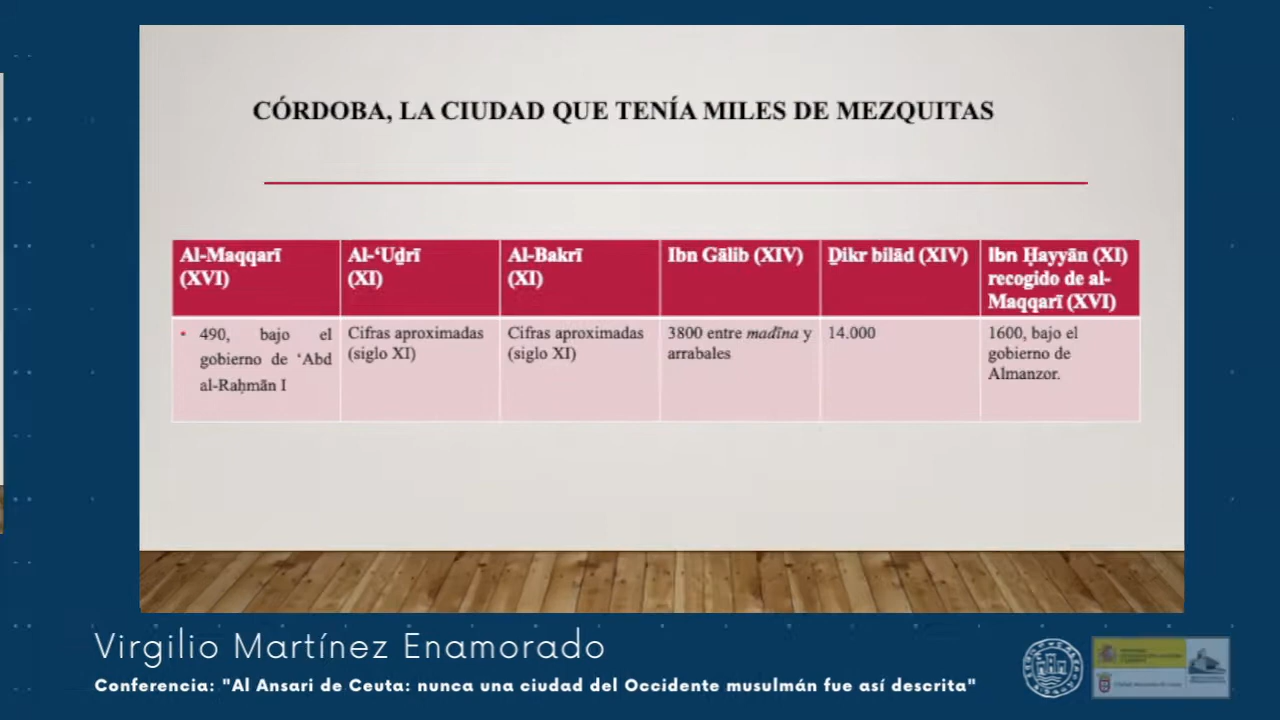 CÓRDOBA, LA CIUDAD QUE TENÍA MILES DE MEZQUITAS
Al-Maqqarī
(XVI)
Al-‘Uḏrī
(XI)
Al-Bakrī
(XI)
Ibn Gālib (XIV)
Ḏikr bilād (XIV)
Ibn Ḥayyān (XI)
recogido de al-
Maqqarī (XVI)
• 490, bajo el
gobierno de ‘Abd
al-Raḥmān I
Cifras aproximadas
(siglo XI)
Cifras aproximadas
(siglo XI)
3800 entre madīna y
arrabales
14.000
1600, bajo el
gobierno de
Almanzor.
Virgilio Martínez Enamorado
Conferencia: "Al Ansari de Ceuta: nunca una ciudad del Occidente musulmán fue así descrita"